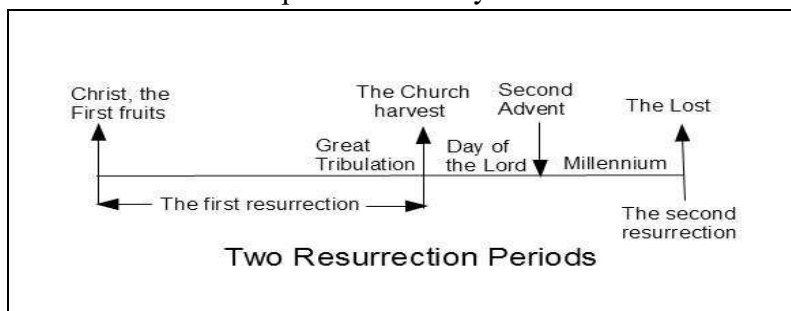 Christ, the
First fruits
The Church
harvest
Second
Advent
The Lost
Great
Tribulation
Day of
the Lord
Millennium
The first resurrection
The second
resurrection
Two Resurrection Periods